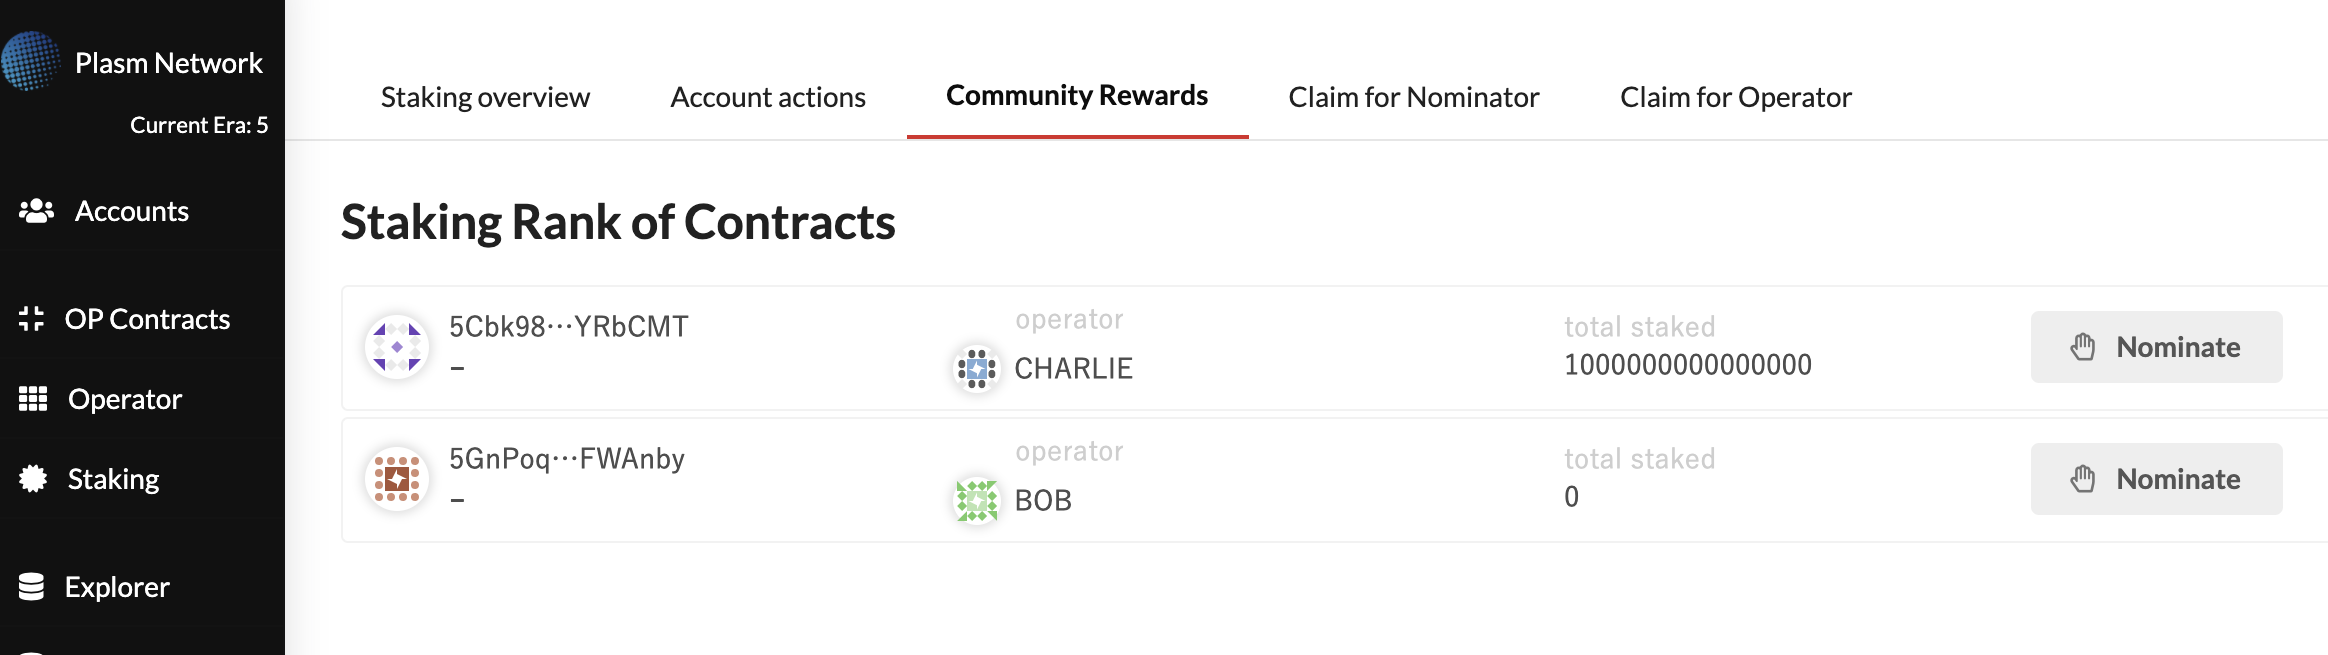 Plasm Network
Current Era: 5
Accounts
OP Contracts
Operator
Staking
Explorer
Staking overview
Account actions
Community Rewards
Claim for Nominator
Claim for Operator
Staking Rank of Contracts
5Cbk98···YRbCMT
–
operator
CHARLIE
total staked
1000000000000000
Nominate
5GnPoq···FWAnby
–
operator
BOB
total staked
0
Nominate